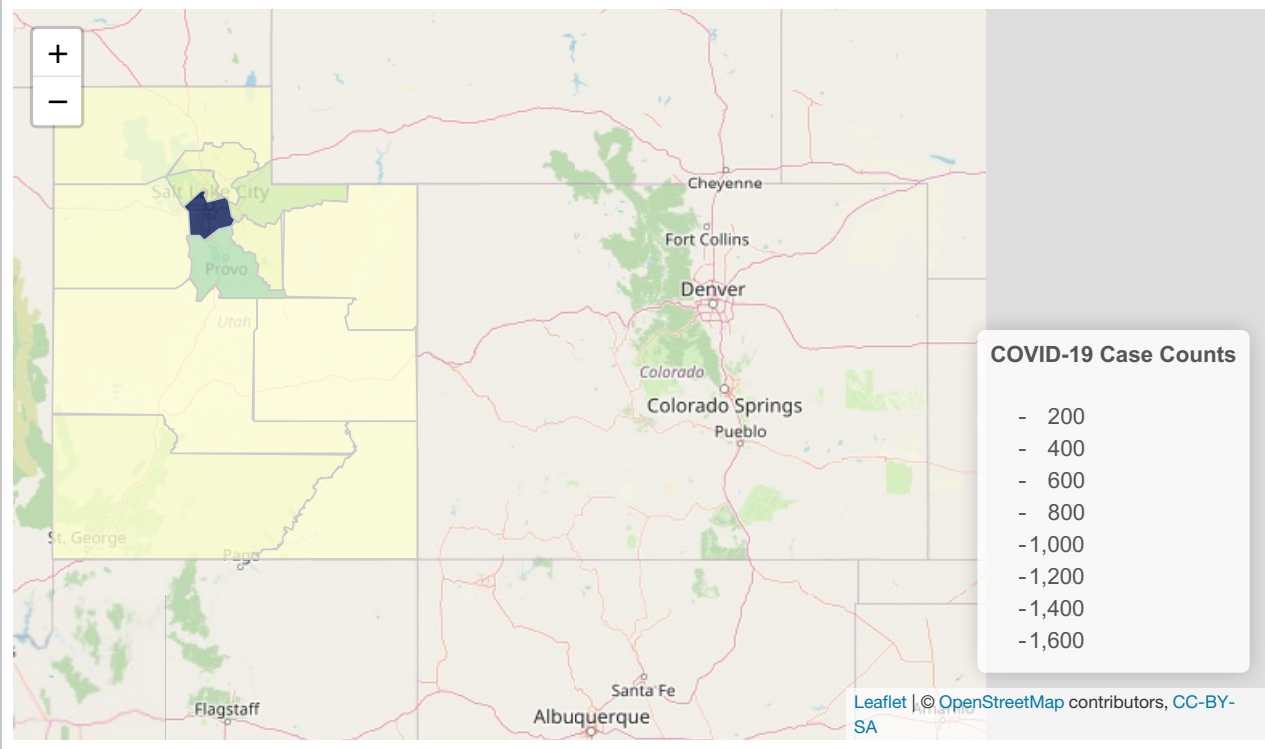 +
−
Salt Lake City
Cheyenne
Fort Collins
Provo
Denver
Utah
COVID-19 Case Counts
Colorado
Colorado Springs
Pueblo
- 200
- 400
- 600
- 800
-1,000
-1,200
-1,400
-1,600
St. George
Page
Santa Fe
Flagstaff
Albuquerque
Amarillo
Leaflet | © OpenStreetMap contributors, CC-BY-
SA